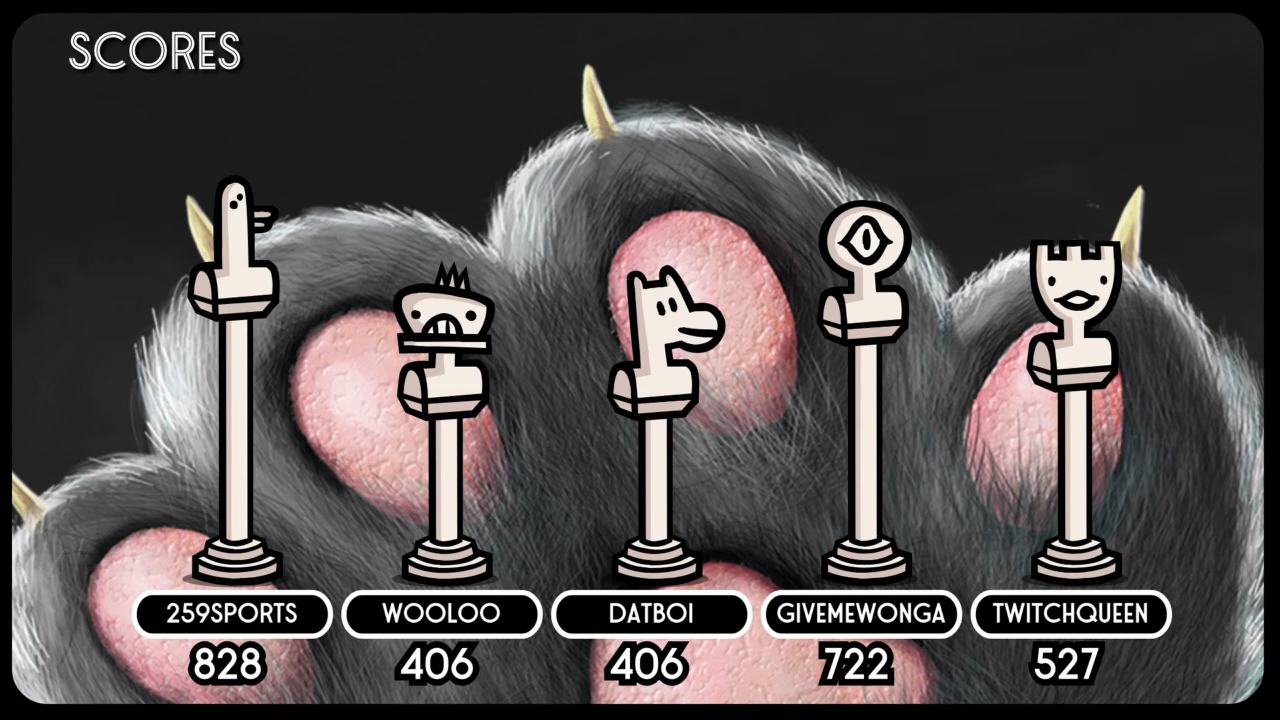 SCORES
259SPORTS
WOOLOO
DATBOI
GIVEMEWONGA
TWITCHQUEEN
828
406
406
722
527